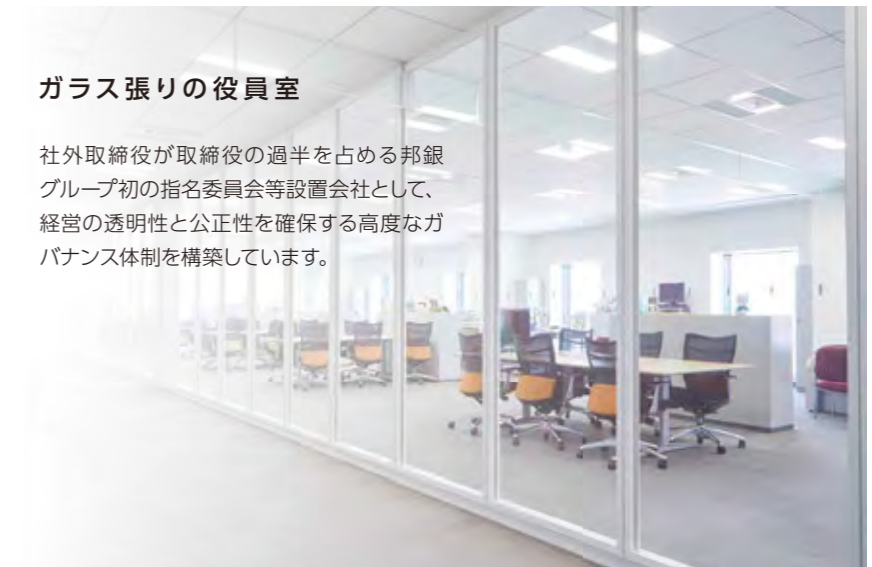 ガラス張りの役員室
社外取締役が取締役の過半を占める邦銀
グループ初の指名委員会等設置会社として、
経営の透明性と公正性を確保する高度なガ
バナンス体制を構築しています。